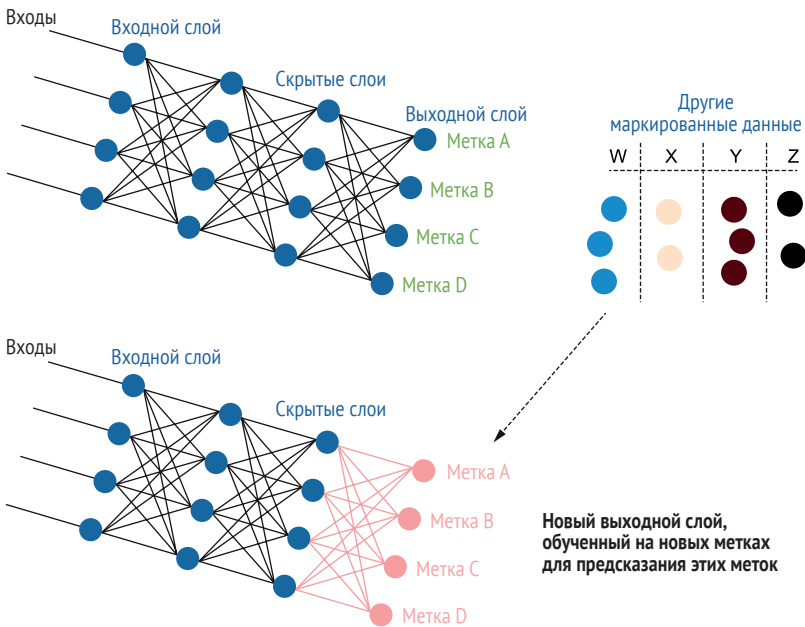 Входы
Входной слой
Скрытые слои
Выходной слой
Метка A
Метка B
Метка C
Метка D
Другие
маркированные данные
W X Y Z
Входы
Входной слой
Скрытые слои
Метка A
Метка B
Метка C
Метка D
Новый выходной слой,
обученный на новых метках
для предсказания этих меток